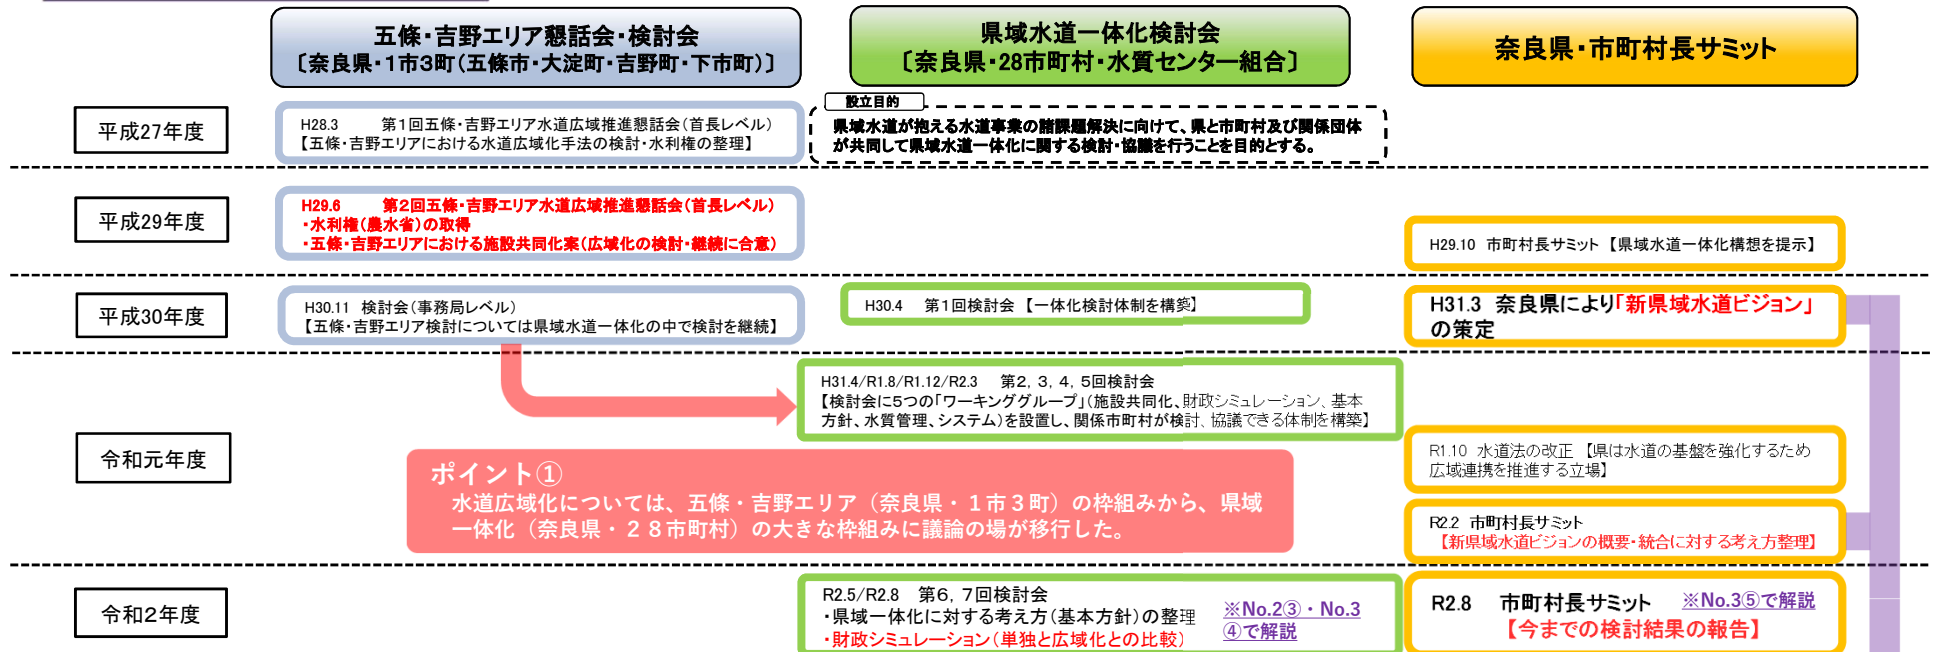 五條・吉野エリア懇話会・検討会
〔奈良県・1市3町(五條市・大淀町・吉野町・下市町)〕
県域水道一体化検討会
〔奈良県・28市町村・水質センター組合〕
奈良県・市町村長サミット
平成27年度
H28.3 第1回五條・吉野エリア水道広域推進懇話会(首長レベル)
【五條・吉野エリアにおける水道広域化手法の検討・水利権の整理】
設立目的
県域水道が抱える水道事業の諸課題解決に向けて、県と市町村及び関係団体
が共同して県域水道一体化に関する検討・協議を行うことを目的とする。
平成29年度
H29.6 第2回五條・吉野エリア水道広域推進懇話会(首長レベル)
・水利権(農水省)の取得
・五條・吉野エリアにおける施設共同化案(広域化の検討・継続に合意)
H29.10 市町村長サミット 【県域水道一体化構想を提示】
平成30年度
H30.11 検討会(事務局レベル)
【五條・吉野エリア検討については県域水道一体化の中で検討を継続】
H30.4 第1回検討会 【一体化検討体制を構築】
H31.3 奈良県により「新県域水道ビジョン」
の策定
令和元年度
H31.4/R1.8/R1.12/R2.3 第2, 3, 4, 5回検討会
【検討会に5つの「ワーキンググループ」(施設共同化、財政シミュレーション、基本
方針、水質管理、システム)を設置し、関係市町村が検討、協議できる体制を構築】
R1.10 水道法の改正 【県は水道の基盤を強化するため
広域連携を推進する立場】
ポイント①
水道広域化については、五條・吉野エリア（奈良県・１市３町）の枠組みから、県域
一体化（奈良県・２８市町村）の大きな枠組みに議論の場が移行した。
R2.2 市町村長サミット
【新県域水道ビジョンの概要・統合に対する考え方整理】
令和2年度
R2.5/R2.8 第6, 7回検討会
・県域一体化に対する考え方(基本方針)の整理
・財政シミュレーション(単独と広域化との比較)
※No.2③・No.3
④で解説
R2.8 市町村長サミット ※No.3⑤で解説
【今までの検討結果の報告】